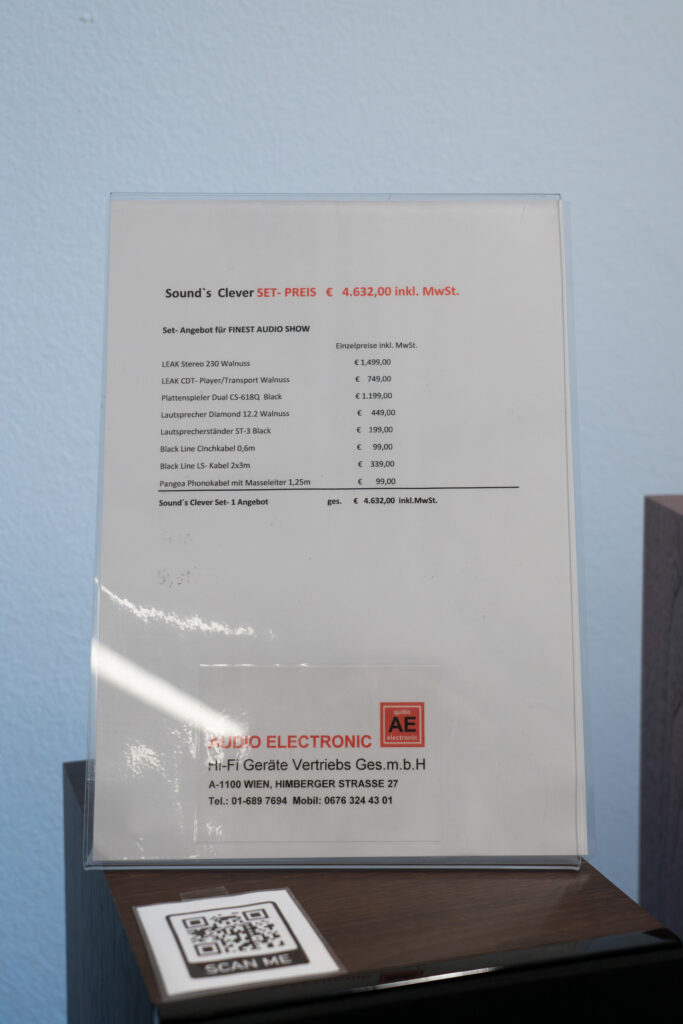 Sound`s Clever SET- PREIS € 4.632,00 inkl. MwSt.
Set- Angebot für FINEST AUDIO SHOW
Einzelpreise inkl. MwSt.
LEAK Stereo 230 Walnuss € 1,499,00
LEAK CDT- Player/Transport Walnuss € 749,00
Plattenspieler Dual CS-618Q Black € 1.199,00
Lautsprecher Diamond 12.2 Walnuss € 449,00
Lautsprecherständer ST-3 Black € 199,00
Black Line Cinchkabel 0,6m € 99,00
Black Line LS- Kabel 2x3m € 339,00
Pangea Phonokabel mit Masseleiter 1,25m € 99,00
Sound`s Clever Set- 1 Angebot ges. € 4.632,00 inkl.MwSt.
audio
AE
electronic
AUDIO ELECTRONIC
Hi-Fi Geräte Vertriebs Ges.m.b.H
A-1100 WIEN, HIMBERGER STRASSE 27
Tel.: 01-689 7694 Mobil: 0676 324 43 01
SCAN ME